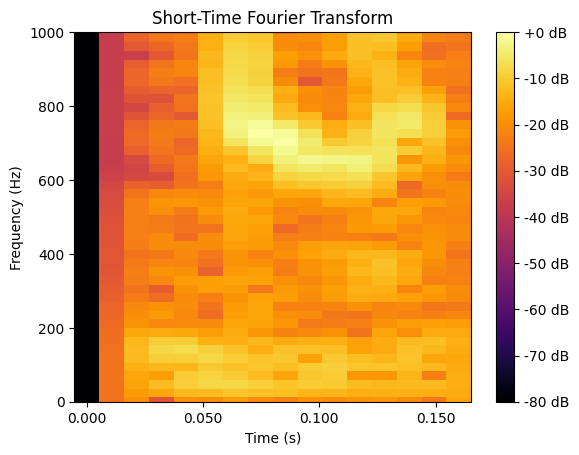 Short-Time Fourier Transform
1000
800
600
400
200
0
Frequency (Hz)
0.000
0.050
0.100
0.150
Time (s)
+0 dB
-10 dB
-20 dB
-30 dB
-40 dB
-50 dB
-60 dB
-70 dB
-80 dB